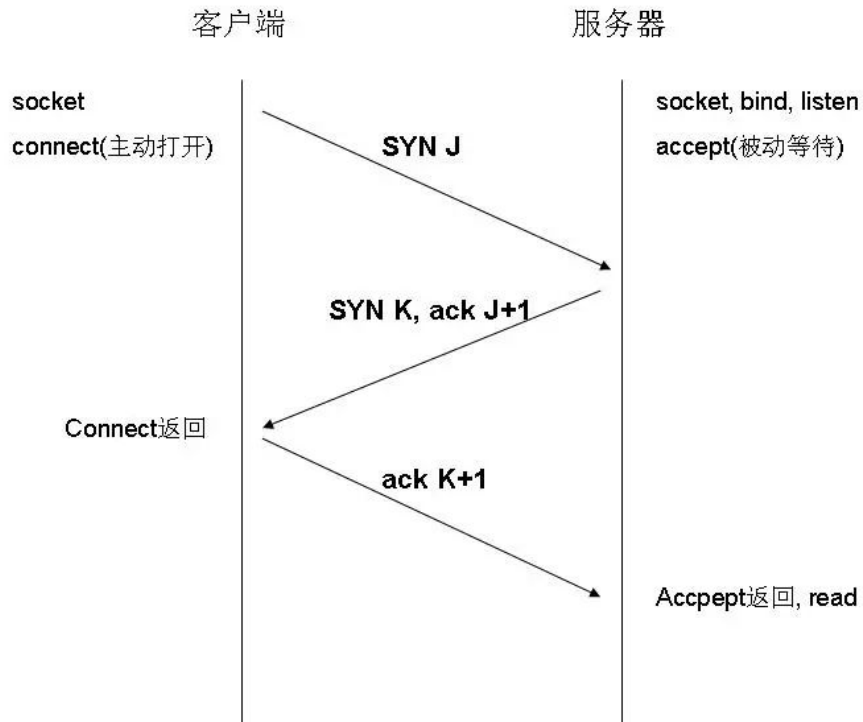 客户端
服务器
socket
socket, bind, listen
connect(主动打开)
SYN J
accept(被动等待)
SYN K, ack J+1
Connect返回
ack K+1
Accpept返回, read